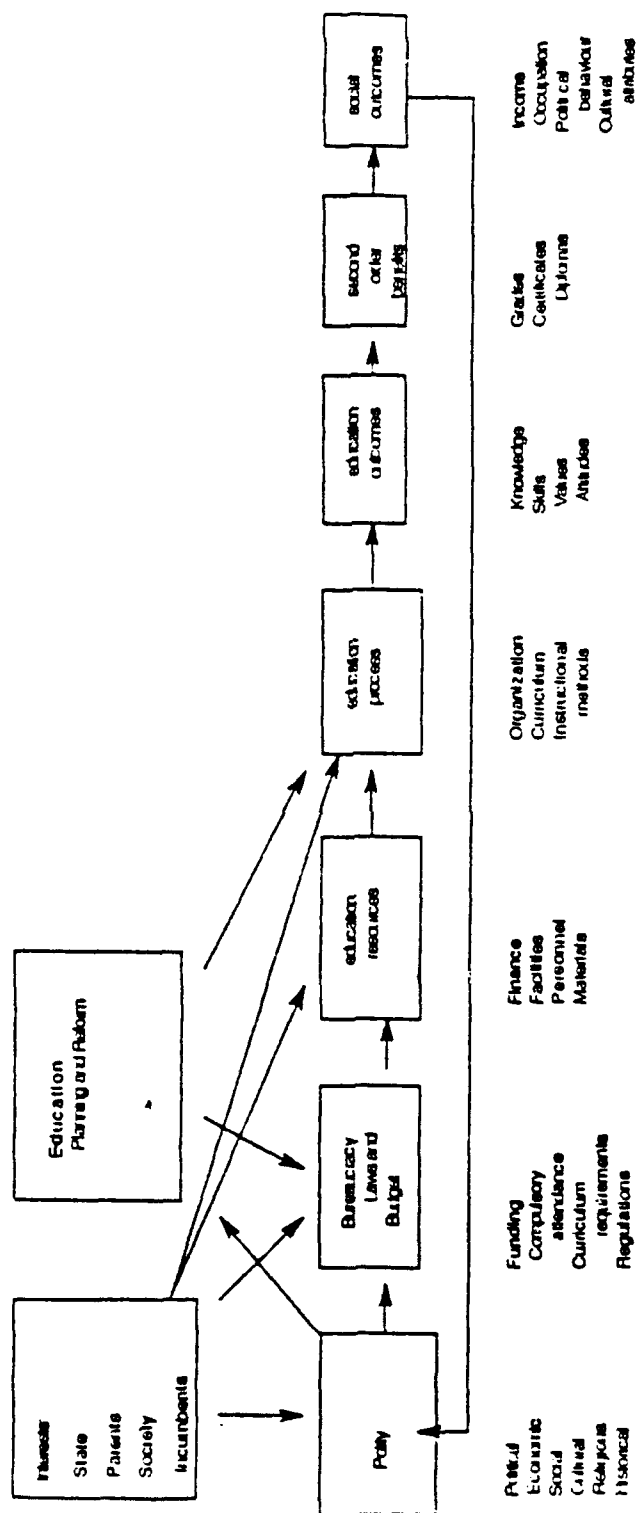 Interests
State
Parents
Society
Incumbents
Education
Planning and Reform
Polity
Bureaucracy
Laws and
Budget
education
resources
education
process
education
outcomes
second
order
benefits
social
outcomes
Political
Economic
Social
Cultural
Religious
Historical
Funding
Compulsory
attendance
Curriculum
requirements
Regulations
Finance
Facilities
Personnel
Materials
Organization
Curriculum
Instructional
methods
Knowledge
Skills
Values
Attitudes
Grades
Certificates
Diploma
Income
Occupation
Political
behaviour
Cultural
attributes